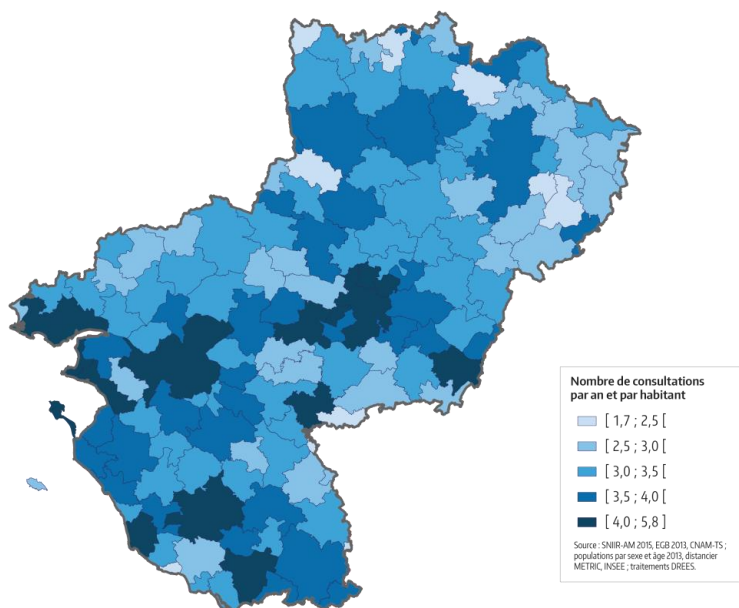 Nombre de consultations
par an et par habitant
[ 1,7 ; 2,5 [
[ 2,5 ; 3,0 [
[ 3,0 ; 3,5 [
[ 3,5 ; 4,0 [
[ 4,0 ; 5,8 ]
Source : SNIIR-AM 2015, EGB 2013, CNAM-TS ;
populations par sexe et âge 2013, distancier
METRIC, INSEE ; traitements DREES.